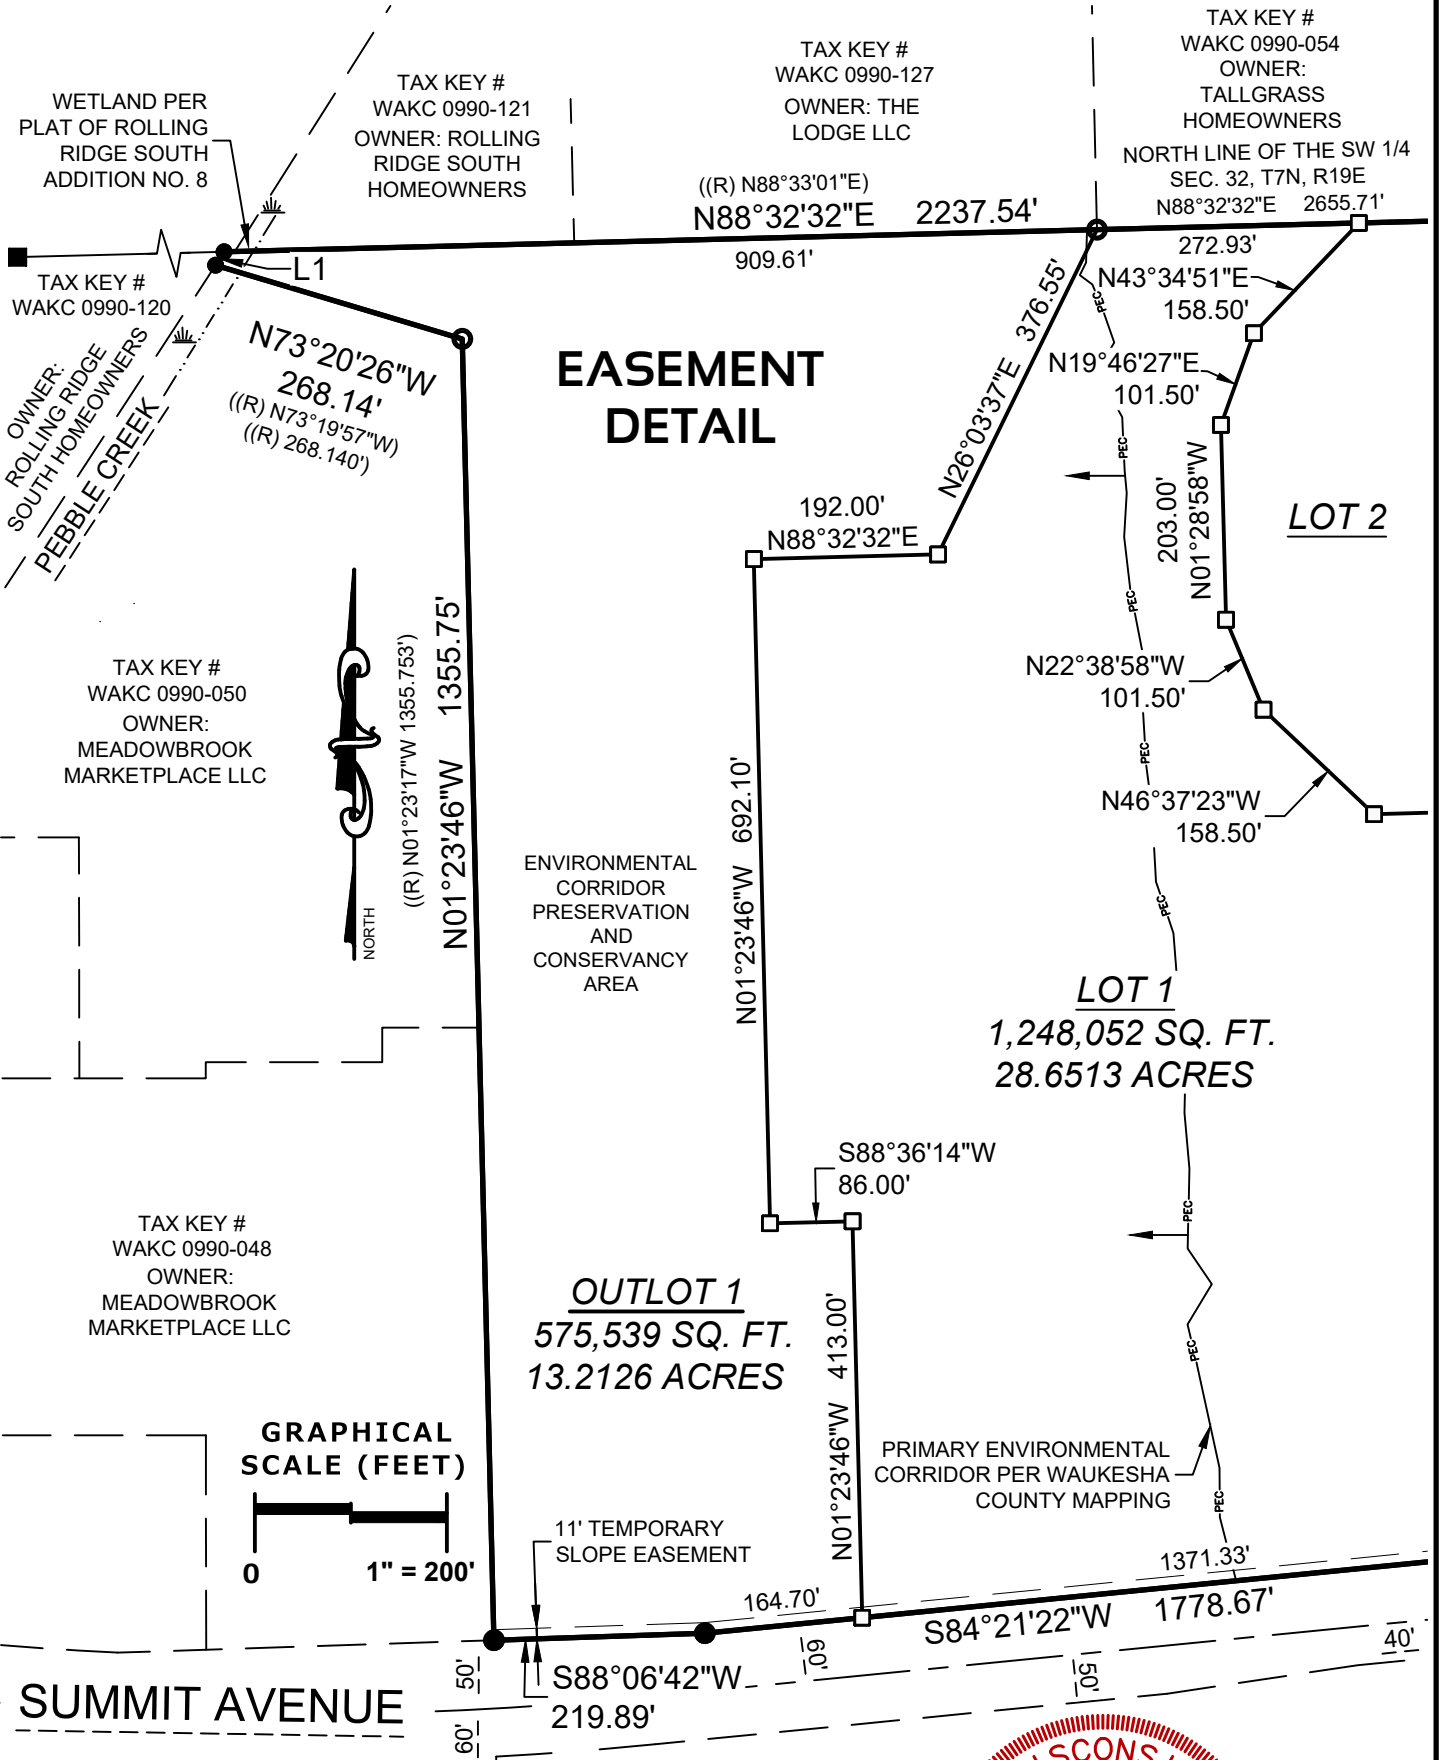 WETLAND PER
PLAT OF ROLLING
RIDGE SOUTH
ADDITION NO. 8
TAX KEY #
WAKC 0990-121
OWNER: ROLLING
RIDGE SOUTH
HOMEOWNERS
TAX KEY #
WAKC 0990-127
OWNER: THE
LODGE LLC
TAX KEY #
WAKC 0990-054
OWNER:
TALLGRASS
HOMEOWNERS
NORTH LINE OF THE SW 1/4
SEC. 32, T7N, R19E
N88°32'32"E 2655.71'
((R) N88°33'01"E)
N88°32'32"E 2237.54'
909.61'
272.93'
L1
TAX KEY #
WAKC 0990-120
OWNER:
ROLLING RIDGE
SOUTH HOMEOWNERS
PEBBLE CREEK
N73°20'26"W
268.14'
((R) N73°19'57"W)
((R) 268.140')
EASEMENT
DETAIL
N26°03'37"E 376.55'
PEC
N43°34'51"E
158.50'
N19°46'27"E
101.50'
PEC
203.00'
N01°28'58"W
LOT 2
192.00'
N88°32'32"E
PEC
N22°38'58"W
101.50'
PEC
N46°37'23"W
158.50'
TAX KEY #
WAKC 0990-050
OWNER:
MEADOWBROOK
MARKETPLACE LLC
NORTH
((R) N01°23'17"W 1355.753')
N01°23'46"W 1355.75'
ENVIRONMENTAL
CORRIDOR
PRESERVATION
AND
CONSERVANCY
AREA
N01°23'46"W 692.10'
PEC
LOT 1
1,248,052 SQ. FT.
28.6513 ACRES
S88°36'14"W
86.00'
PEC
TAX KEY #
WAKC 0990-048
OWNER:
MEADOWBROOK
MARKETPLACE LLC
OUTLOT 1
575,539 SQ. FT.
13.2126 ACRES
N01°23'46"W 413.00'
PEC
GRAPHICAL
SCALE (FEET)
0 1" = 200'
PRIMARY ENVIRONMENTAL
CORRIDOR PER WAUKESHA
COUNTY MAPPING
PEC
11' TEMPORARY
SLOPE EASEMENT
164.70'
1371.33'
S84°21'22"W 1778.67'
S88°06'42"W
219.89'
50'
60'
60'
50'
40'
SUMMIT AVENUE